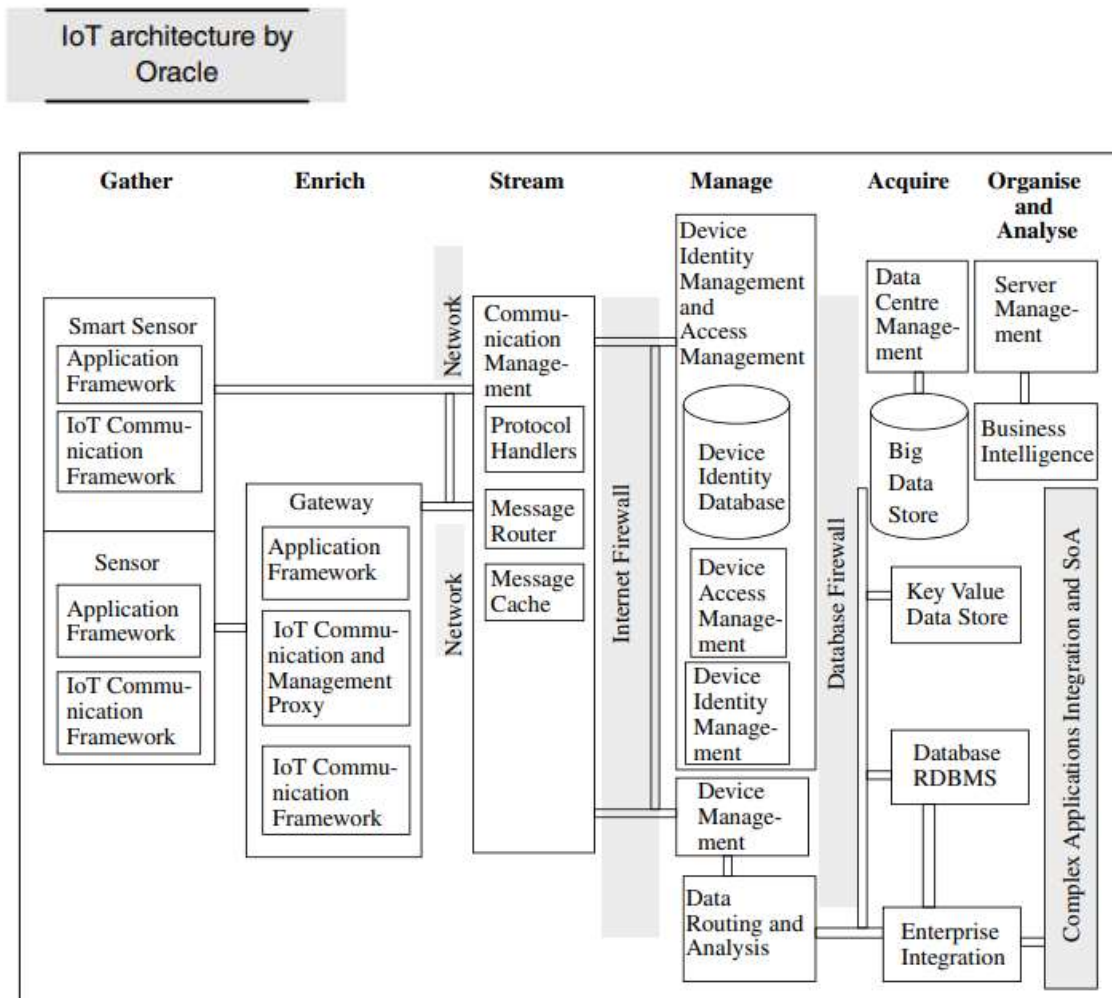 IoT architecture by
Oracle
Gather
Enrich
Stream
Manage
Acquire
Organise
and
Analyse
Smart Sensor
Application
Framework
IoT Commu-
nication
Framework
Sensor
Application
Framework
IoT Commu-
nication
Framework
Gateway
Application
Framework
IoT Commu-
nication and
Management
Proxy
IoT Commu-
nication
Framework
Network
Network
Commu-
nication
Manage-
ment
Protocol
Handlers
Message
Router
Message
Cache
Internet Firewall
Device
Identity
Management
and
Access
Management
Device
Identity
Database
Device
Access
Manage-
ment
Device
Identity
Manage-
ment
Device
Manage-
ment
Data
Routing and
Analysis
Database Firewall
Data
Centre
Manage-
ment
Big
Data
Store
Key Value
Data Store
Database
RDBMS
Enterprise
Integration
Server
Manage-
ment
Business
Intelligence
Complex Applications Integration and SoA